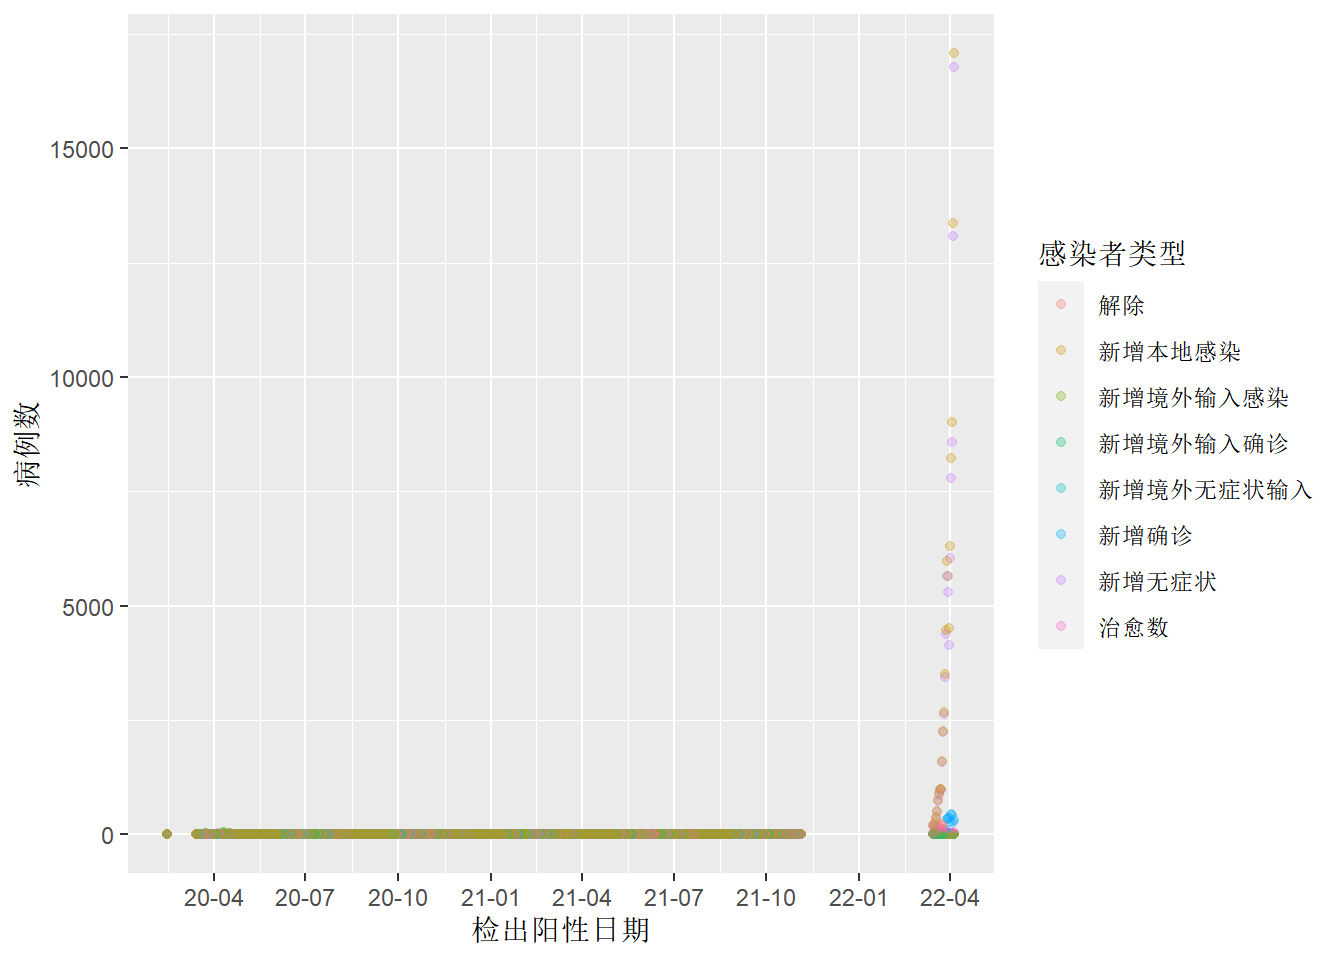 15000
10000
5000
0
病例数
20-04 20-07 20-10 21-01 21-04 21-07 21-10 22-01 22-04
检出阳性日期
感染者类型
解除
新增本地感染
新增境外输入感染
新增境外输入确诊
新增境外无症状输入
新增确诊
新增无症状
治愈数